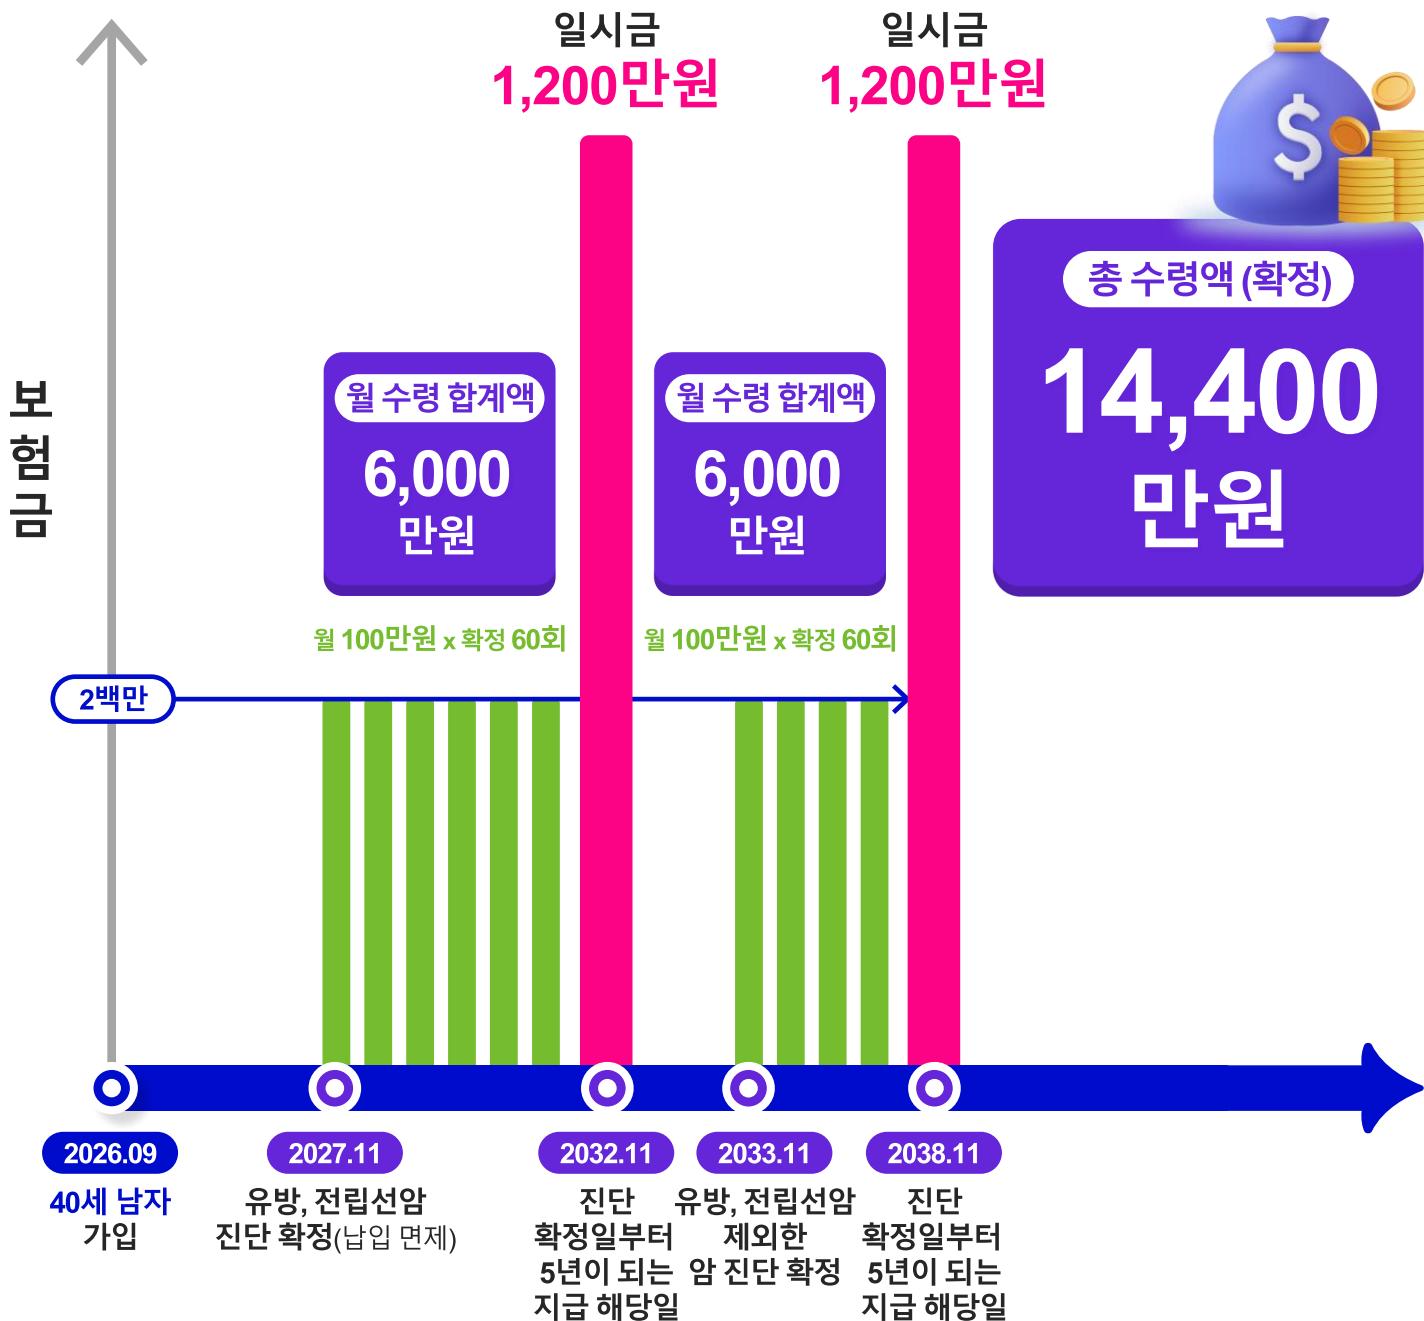 일시금
1,200만원
일시금
1,200만원
$
총 수령액 (확정)
14,400
만원
보
험
금
월 수령 합계액
6,000
만원
월 수령 합계액
6,000
만원
월 100만원 x 확정 60회
월 100만원 x 확정 60회
2백만
2026.09
40세 남자
가입
2027.11
유방, 전립선암
진단 확정(납입 면제)
2032.11
진단
확정일부터
5년이 되는
지급 해당일
2033.11
유방, 전립선암
제외한
암 진단 확정
2038.11
진단
확정일부터
5년이 되는
지급 해당일